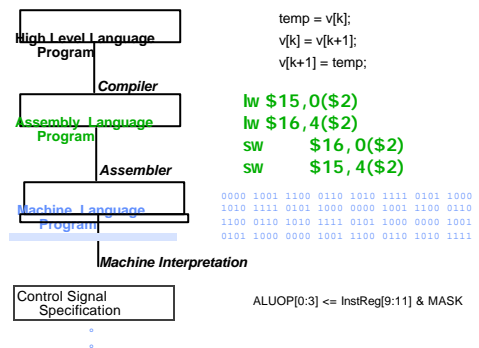 High Level Language
Program
temp = v[k];
v[k] = v[k+1];
v[k+1] = temp;
Compiler
Assembly Language
Program
lw $15,0($2)
lw $16,4($2)
sw $16,0($2)
sw $15,4($2)
Assembler
Machine Language
Program
0000 1001 1100 0110 1010 1111 0101 1000
1010 1111 0101 1000 0000 1001 1100 0110
1100 0110 1010 1111 0101 1000 0000 1001
0101 1000 0000 1001 1100 0110 1010 1111
Machine Interpretation
Control Signal
Specification
ALUOP[0:3] <= InstReg[9:11] & MASK